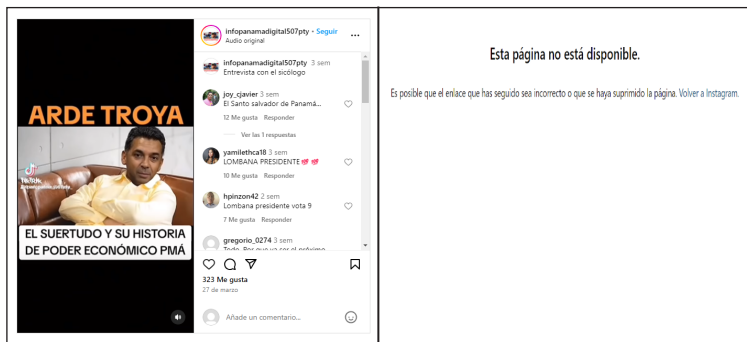 ARDE TROYA
TikTok
EL SUERTUDO Y SU HISTORIA
DE PODER ECONÓMICO PMÁ
infopanamadigital507pty • Seguir
Audio original
infopanamadigital507pty 3 sem
Entrevista con el sicólogo
joy_cjavier 3 sem
El Santo salvador de Panamá...
12 Me gusta Responder
Ver las 1 respuestas
yamilethca18 3 sem
LOMBANA PRESIDENTE
10 Me gusta Responder
hpinzon42 2 sem
Lombana presidente vota 9
7 Me gusta Responder
gregorio_0274 3 sem
323 Me gusta
27 de marzo
Añade un comentario...
Esta página no está disponible.
Es posible que el enlace que has seguido sea incorrecto o que se haya suprimido la página. Volver a Instagram.